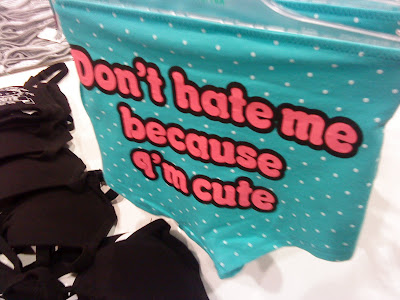 Don't hate me
because
q'm cute